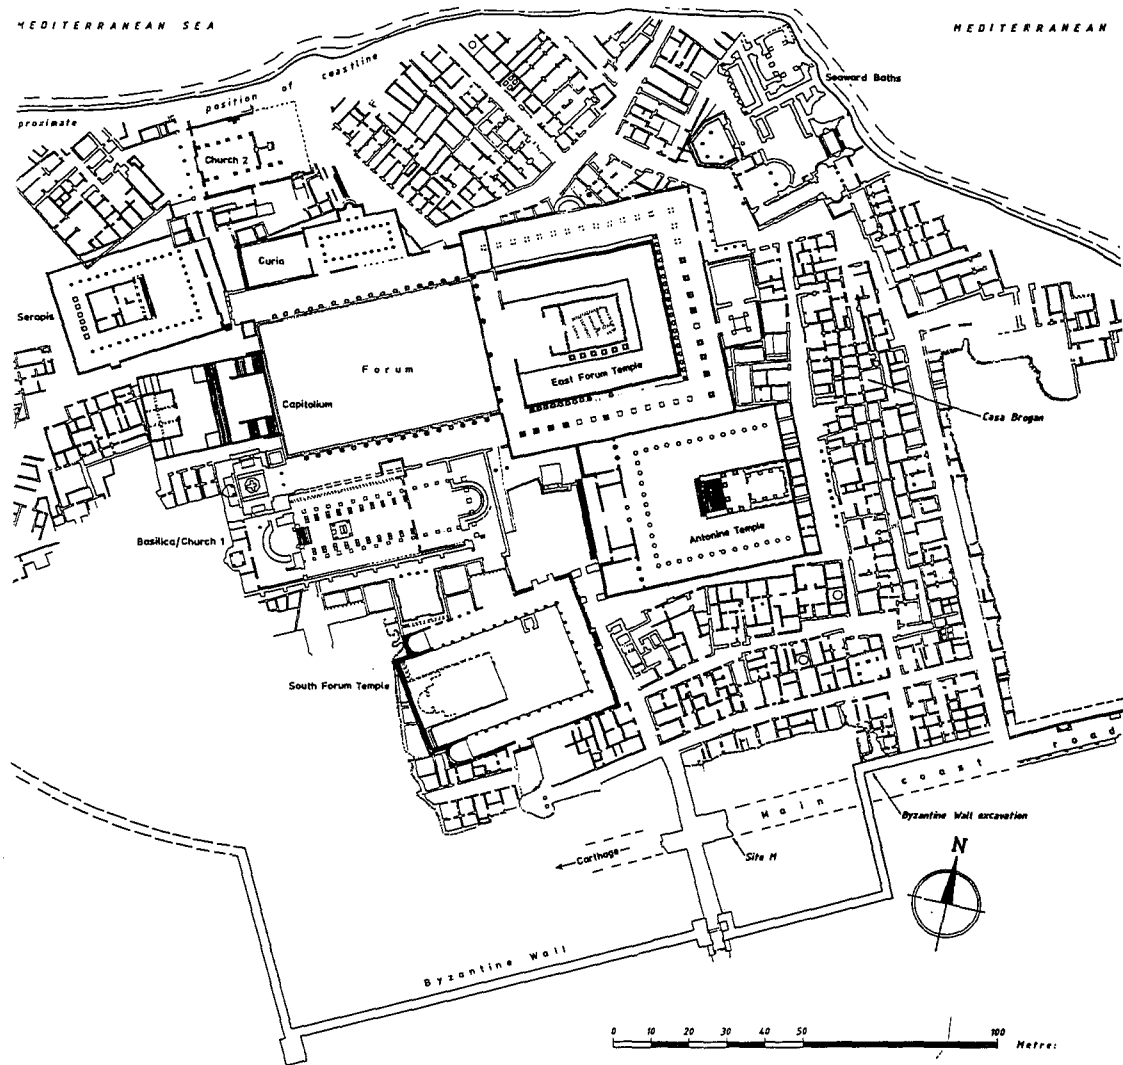 MEDITERRANEAN SEA
MEDITERRANEAN
Seaward Baths
position of coastline
proximate
Church 2
Curia
Serapis
Forum
East Forum Temple
Capitolium
Casa Brogan
Basilica/Church 1
Antonine Temple
South Forum Temple
Main coast road
Byzantine Wall excavation
Site M
Carthage
N
Byzantine Wall
0 10 20 30 40 50 100
Metres